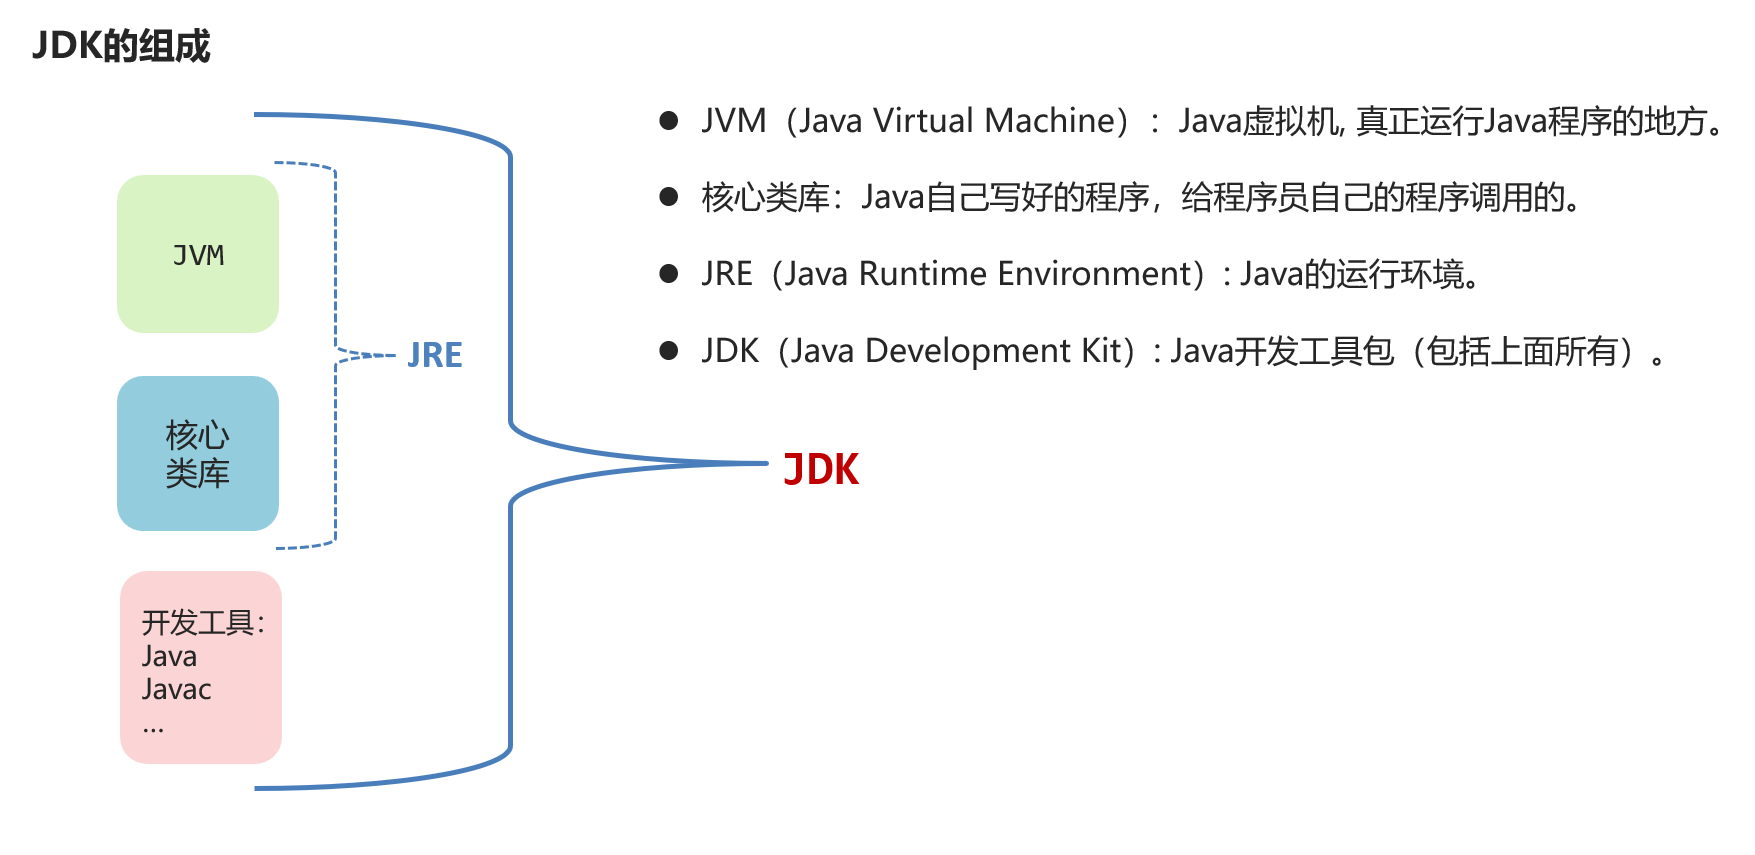 JDK的组成
JVM（Java Virtual Machine）：Java虚拟机, 真正运行Java程序的地方。
核心类库：Java自己写好的程序，给程序员自己的程序调用的。
JRE（Java Runtime Environment）: Java的运行环境。
JDK（Java Development Kit）: Java开发工具包（包括上面所有）。
JVM
JRE
核心
类库
JDK
开发工具：
Java
Javac
...